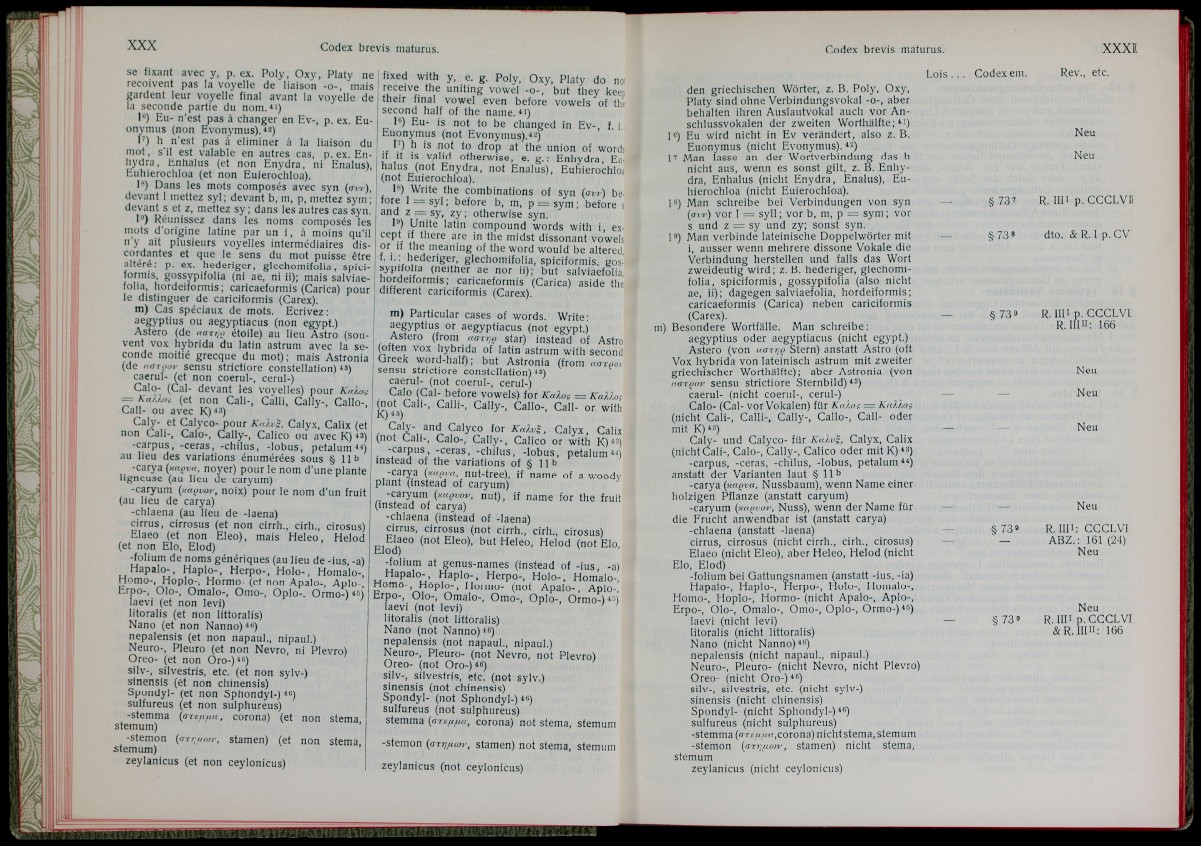 XXX
Codex brevis maturus.
se fixant avec y, p. ex. Poly, Oxy, Platy ne
recoivent pas la voyelle de liaison -o-, mais
gardent leur voyelle final avant la voyelle de
la seconde partie du nom. ⁴¹)
l⁶) Eu- n'est pas à changer en Ev-, p. ex. Eu-
onymus (non Evonymus). ⁴²)
l⁷) h n'est pas à eliminer à la liaison du
mot, s'il est valable en autres cas, p. ex. En-
hydra, Enhalus (et non Enydra, ni Enalus),
Euhierochloa (et non Euierochloa).
l⁸) Dans les mots composés avec syn (συν),
devant l mettez syl; devant b, m, p, mettez sym;
devant s et z, mettez sy; dans les autres cas syn.
l⁹) Réunissez dans les noms composés les
mots d'origine latine par un i, à moins qu'il
n'y ait plusieurs voyelles intermédiaires dis-
cordantes et que le sens du mot puisse être
altéré: p. ex. hederiger, glechomifolia, spici-
formis, gossypifolia (ni ae, ni ii); mais salviae-
folia, hordeiformis; caricaeformis (Carica) pour
le distinguer de cariciformis (Carex).
m) Cas spéciaux de mots. Ecrivez:
aegyptius ou aegyptiacus (non egypt.)
Astero (de αστηρ étoile) au lieu Astro (sou-
vent vox hybrida du latin astrum avec la se-
conde moitié grecque du mot); mais Astronia
(de αστρον sensu strictiore constellation) ⁴³)
caerul- (et non coerul-, cerul-)
Calo- (Cal- devant les voyelles) pour Καλος
= Καλλος (et non Cali-, Calli, Cally-, Callo-,
Call- ou avec K) ⁴³)
Caly- et Calyco- pour Καλυξ, Calyx, Calix (et
non Cali-, Calo-, Cally-, Calico ou avec K) ⁴³)
-carpus, -ceras, -chilus, -lobus, petalum ⁴⁴)
au lieu des variations énumérées sous § 11 b
-carya (καρυα, noyer) pour le nom d'une plante
ligneuse (au lieu de caryum)
-caryum (καρυον, noix) pour le nom d'un fruit
(au lieu de carya)
-chlaena (au lieu de -laena)
cirrus, cirrosus (et non cirrh., cirh., cirosus)
Elaeo (et non Eleo), mais Heleo, Helod
(et non Elo, Elod)
-folium de noms génériques (au lieu de -ius, -a)
Hapalo-, Haplo-, Herpo-, Holo-, Homalo-,
Homo-, Hoplo-, Hormo- (et non Apalo-, Aplo-,
Erpo-, Olo-, Omalo-, Omo-, Oplo-. Ormo-) ⁴⁵)
laevi (et non levi)
litoralis (et non littoralis)
Nano (et non Nanno) ⁴⁶)
nepalensis (et non napaul., nipaul.)
Neuro-, Pleuro (et non Nevro, ni Plevro)
Oreo- (et non Oro-) ⁴⁶)
silv-, silvestris, etc. (et non sylv-)
sinensis (et non chinensis)
Spondyl- (et non Sphondyl-) ⁴⁶)
sulfureus (et non sulphureus)
-stemma (στεμμα, corona) (et non stema,
stemum)
-stemon (στημων, stamen) (et non stema,
stemum)
zeylanicus (et non ceylonicus)
fixed with y, e. g. Poly, Oxy, Platy do not
receive the uniting vowel -o-, but they keep
their final vowel even before vowels of the
second half of the name. ⁴¹)
l⁶) Eu- is not to be changed in Ev-, f. i.
Euonymus (not Evonymus). ⁴²)
l⁷) h is not to drop at the union of words
if it is valid otherwise, e. g.: Enhydra, En-
halus (not Enydra, not Enalus), Euhierochloa
(not Euierochloa).
l⁸) Write the combinations of syn (συν) be-
fore l = syl; before b, m, p = sym; before s
and z = sy, zy; otherwise syn.
l⁹) Unite latin compound words with i, ex-
cept if there are in the midst dissonant vowels
or if the meaning of the word would be altered,
f. i.: hederiger, glechomifolia, spiciformis, gos-
sypifolia (neither ae nor ii); but salviaefolia,
hordeiformis; caricaeformis (Carica) aside the
different cariciformis (Carex).
m) Particular cases of words. Write:
aegyptius or aegyptiacus (not egypt.)
Astero (from αστηρ star) instead of Astro
(often vox hybrida of latin astrum with second
Greek word-half); but Astronia (from αστρον
sensu strictiore constellation) ⁴³)
caerul- (not coerul-, cerul-)
Calo (Cal- before vowels) for Καλος = Καλλος
(not Cali-, Calli-, Cally-, Callo-, Call- or with
K) ⁴³)
Caly- and Calyco for Καλυξ, Calyx, Calix
(not Cali-, Calo-, Cally-, Calico or with K) ⁴³)
-carpus, -ceras, -chilus, -lobus, petalum ⁴⁴)
instead of the variations of § 11 b
-carya (καρυα, nut-tree), if name of a woody
plant (instead of caryum)
-caryum (καρυον, nut), if name for the fruit
(instead of carya)
-chlaena (instead of -laena)
cirrus, cirrosus (not cirrh., cirh., cirosus)
Elaeo (not Eleo), but Heleo, Helod (not Elo,
Elod)
-folium at genus-names (instead of -ius, -a)
Hapalo-, Haplo-, Herpo-, Holo-, Homalo-,
Homo-, Hoplo-, Hormo- (not Apalo-, Aplo-,
Erpo-, Olo-, Omalo-, Omo-, Oplo-, Ormo-) ⁴⁵)
laevi (not levi)
litoralis (not littoralis)
Nano (not Nanno) ⁴⁶)
nepalensis (not napaul., nipaul.)
Neuro-, Pleuro- (not Nevro, not Plevro)
Oreo- (not Oro-) ⁴⁶)
silv-, silvestris, etc. (not sylv.)
sinensis (not chinensis)
Spondyl- (not Sphondyl-) ⁴⁶)
sulfureus (not sulphureus)
stemma (στεμμα, corona) not stema, stemum
-stemon (στημων, stamen) not stema, stemum
zeylanicus (not ceylonicus)
Codex brevis maturus.
XXXII
Lois . . . Codex em. Rev., etc.
den griechischen Wörter, z. B. Poly, Oxy,
Platy sind ohne Verbindungsvokal -o-, aber
behalten ihren Auslautvokal auch vor An-
schlussvokalen der zweiten Worthälfte; ⁴¹)
l⁶) Eu wird nicht in Ev verändert, also z. B. Neu
Euonymus (nicht Evonymus). ⁴²)
l⁷ Man lasse an der Wortverbindung das h Neu
nicht aus, wenn es sonst gilt, z. B. Enhy-
dra, Enhalus (nicht Enydra, Enalus), Eu-
hierochloa (nicht Euierochloa).
l⁸) Man schreibe bei Verbindungen von syn — § 73⁷ R. III¹ p. CCCLVII
(συν) vor l = syll; vor b, m, p = sym; vor
s und z = sy und zy; sonst syn.
l⁹) Man verbinde lateinische Doppelwörter mit — § 73⁸ dto. & R. I p. CV
i, ausser wenn mehrere dissone Vokale die
Verbindung herstellen und falls das Wort
zweideutig wird; z. B. hederiger, glechomi-
folia, spiciformis, gossypifolia (also nicht
ae, ii); dagegen salviaefolia, hordeiformis;
caricaeformis (Carica) neben cariciformis
(Carex). — § 73⁹ R. III¹ p. CCCLVI.
m) Besondere Wortfälle. Man schreibe: R. III¹¹: 166
aegyptius oder aegyptiacus (nicht egypt.)
Astero (von αστηρ Stern) anstatt Astro (oft
Vox hybrida von lateinisch astrum mit zweiter
griechischer Worthälfte); aber Astronia (von Neu
αστρον sensu strictiore Sternbild) ⁴³)
caerul- (nicht coerul-, cerul-) — — Neu
Calo- (Cal- vor Vokalen) für Καλος = Καλλος
(nicht Cali-, Calli-, Cally-, Callo-, Call- oder
mit K) ⁴³) — — Neu
Caly- und Calyco- für Καλυξ, Calyx, Calix
(nicht Cali-, Calo-, Cally-, Calico oder mit K) ⁴³)
-carpus, -ceras, -chilus, -lobus, petalum ⁴⁴)
anstatt der Varianten laut § 11 b
-carya (καρυα, Nussbaum), wenn Name einer
holzigen Pflanze (anstatt caryum)
-caryum (καρυον, Nuss), wenn der Name für — — Neu
die Frucht anwendbar ist (anstatt carya)
-chlaena (anstatt -laena) — § 73⁹ R. III¹: CCCLVI
cirrus, cirrosus (nicht cirrh., cirh., cirosus) — — ABZ.: 161 (24)
Elaeo (nicht Eleo), aber Heleo, Helod (nicht Neu
Elo, Elod)
-folium bei Gattungsnamen (anstatt -ius, -ia)
Hapalo-, Haplo-, Herpo-, Holo-, Homalo-,
Homo-, Hoplo-, Hormo- (nicht Apalo-, Aplo-,
Erpo-, Olo-, Omalo-, Omo-, Oplo-, Ormo-) ⁴⁵) Neu
laevi (nicht levi) — § 73⁹ R. III¹ p. CCCLVI
litoralis (nicht littoralis) & R. III¹¹: 166
Nano (nicht Nanno) ⁴⁶)
nepalensis (nicht napaul., nipaul.)
Neuro-, Pleuro- (nicht Nevro, nicht Plevro)
Oreo- (nicht Oro-) ⁴⁶)
silv-, silvestris, etc. (nicht sylv-)
sinensis (nicht chinensis)
Spondyl- (nicht Sphondyl-) ⁴⁶)
sulfureus (nicht sulphureus)
-stemma (στεμμα, corona) nicht stema, stemum
-stemon (στημων, stamen) nicht stema,
stemum
zeylanicus (nicht ceylonicus)